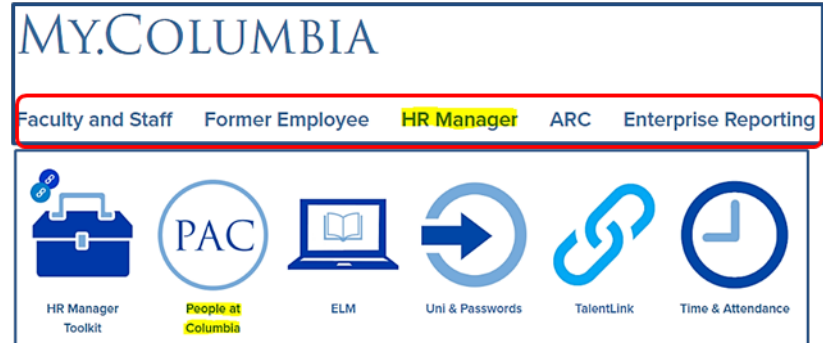 MY.COLUMBIA
Faculty and Staff Former Employee HR Manager ARC Enterprise Reporting
PAC
HR Manager Toolkit
People at Columbia
ELM
Uni & Passwords
TalentLink
Time & Attendance